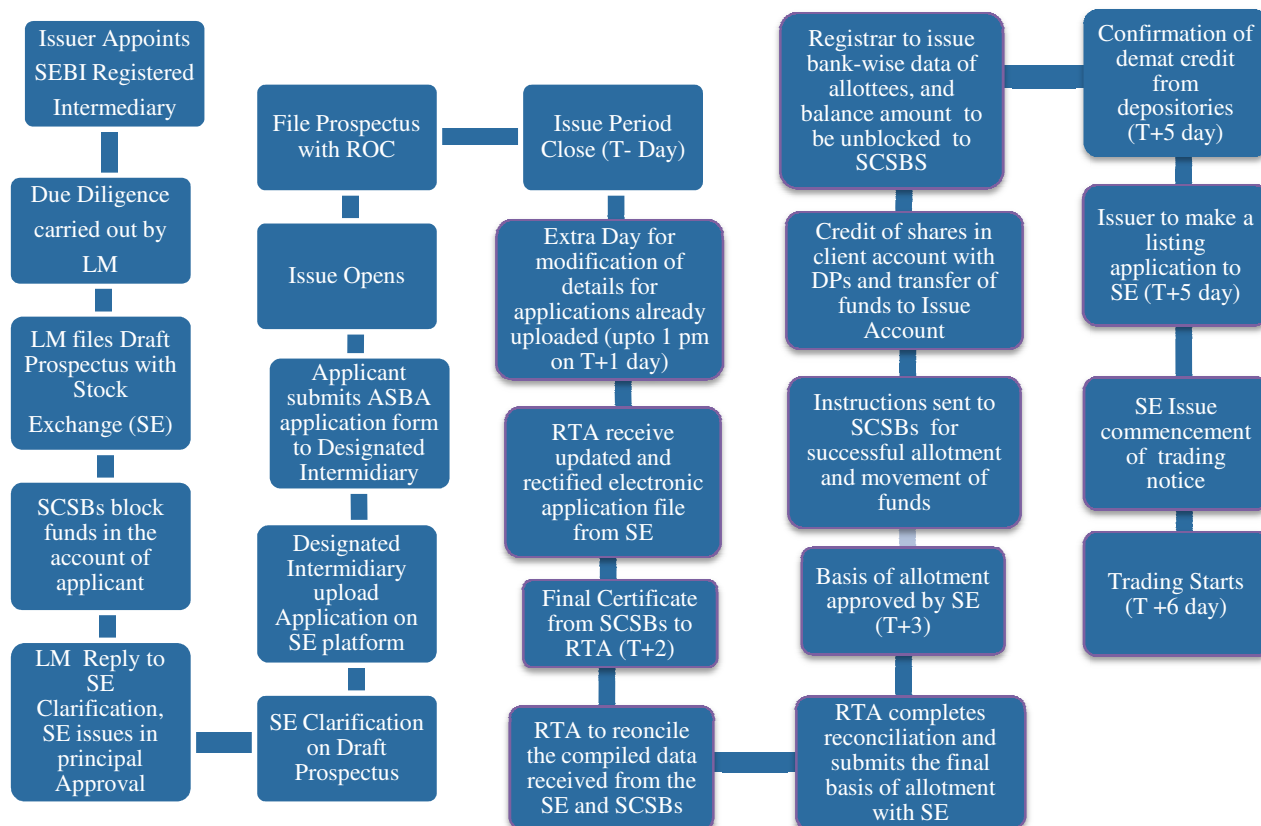 Issuer Appoints
SEBI Registered
Intermediary
Due Diligence
carried out by
LM
LM files Draft
Prospectus with
Stock
Exchange (SE)
SCSBs block
funds in the
account of
applicant
LM Reply to
SE
Clarification,
SE issues in
principal
Approval
SE Clarification
on Draft
Prospectus
Designated
Intermidiary
upload
Application on
SE platform
Applicant
submits ASBA
application form
to Designated
Intermidiary
Issue Opens
File Prospectus
with ROC
Issue Period
Close (T- Day)
Extra Day for
modification of
details for
applications already
uploaded (upto 1 pm
on T+1 day)
RTA receive
updated and
rectified electronic
application file
from SE
Final Certificate
from SCSBs to
RTA (T+2)
RTA to reconcile
the compiled data
received from the
SE and SCSBs
RTA completes
reconciliation and
submits the final
basis of allotment
with SE
Basis of allotment
approved by SE
(T+3)
Instructions sent to
SCSBs for
successful allotment
and movement of
funds
Credit of shares in
client account with
DPs and transfer of
funds to Issue
Account
Registrar to issue
bank-wise data of
allottees, and
balance amount to
be unblocked to
SCSBS
Confirmation of
demat credit
from
depositories
(T+5 day)
Issuer to make a
listing
application to
SE (T+5 day)
SE Issue
commencement
of trading
notice
Trading Starts
(T +6 day)